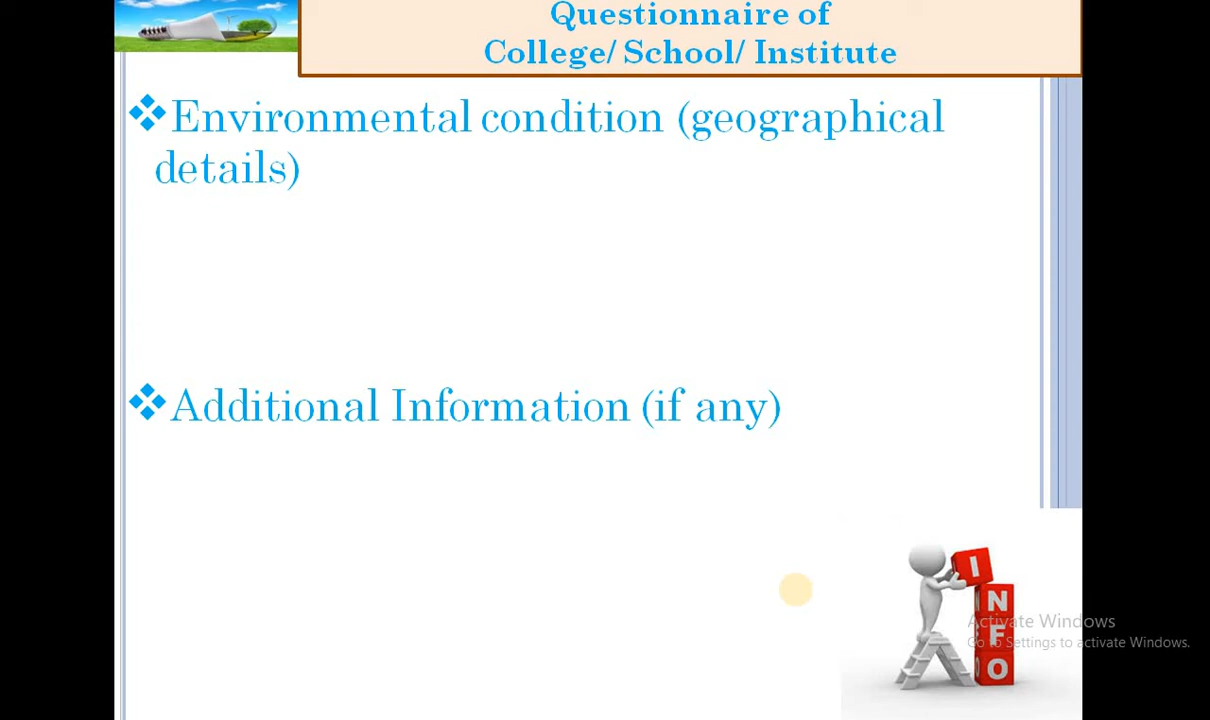 Questionnaire of
College/ School/ Institute
Environmental condition (geographical
details)
Additional Information (if any)
I
N
F
O
Activate Windows
Go to Settings to activate Windows.